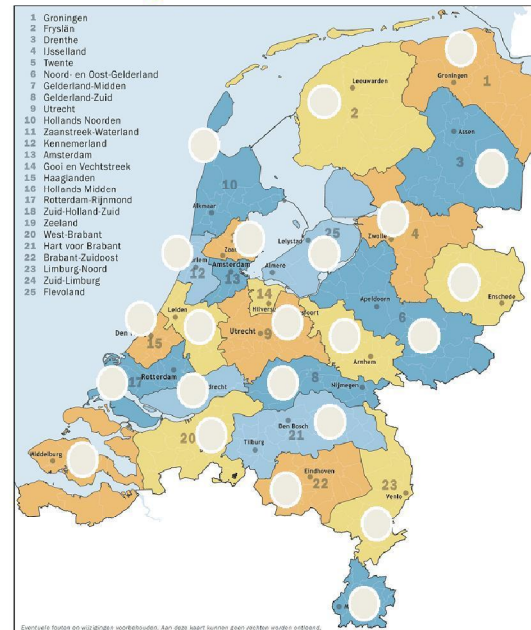 1 Groningen
2 Fryslân
3 Drenthe
4 IJsselland
5 Twente
6 Noord- en Oost-Gelderland
7 Gelderland-Midden
8 Gelderland-Zuid
9 Utrecht
10 Hollands Noorden
11 Zaanstreek-Waterland
12 Kennemerland
13 Amsterdam
14 Gooi en Vechtstreek
15 Haaglanden
16 Hollands Midden
17 Rotterdam-Rijnmond
18 Zuid-Holland-Zuid
19 Zeeland
20 West-Brabant
21 Hart voor Brabant
22 Brabant-Zuidoost
23 Limburg-Noord
24 Zuid-Limburg
25 Flevoland
Groningen
1
Leeuwarden
2
Assen
3
10
Alkmaar
Lelystad
25
Zwolle
4
Almere
12
Amsterdam
13
Apeldoorn
6
Enschede
14
Leiden
15
Utrecht
9
Arnhem
17
Rotterdam
8
Nijmegen
Den Bosch
21
20
Tilburg
Middelburg
Eindhoven
22
23
Venlo
Eventuele fouten en wijzigingen voorbehouden. Aan deze kaart kunnen geen rechten worden ontleend.